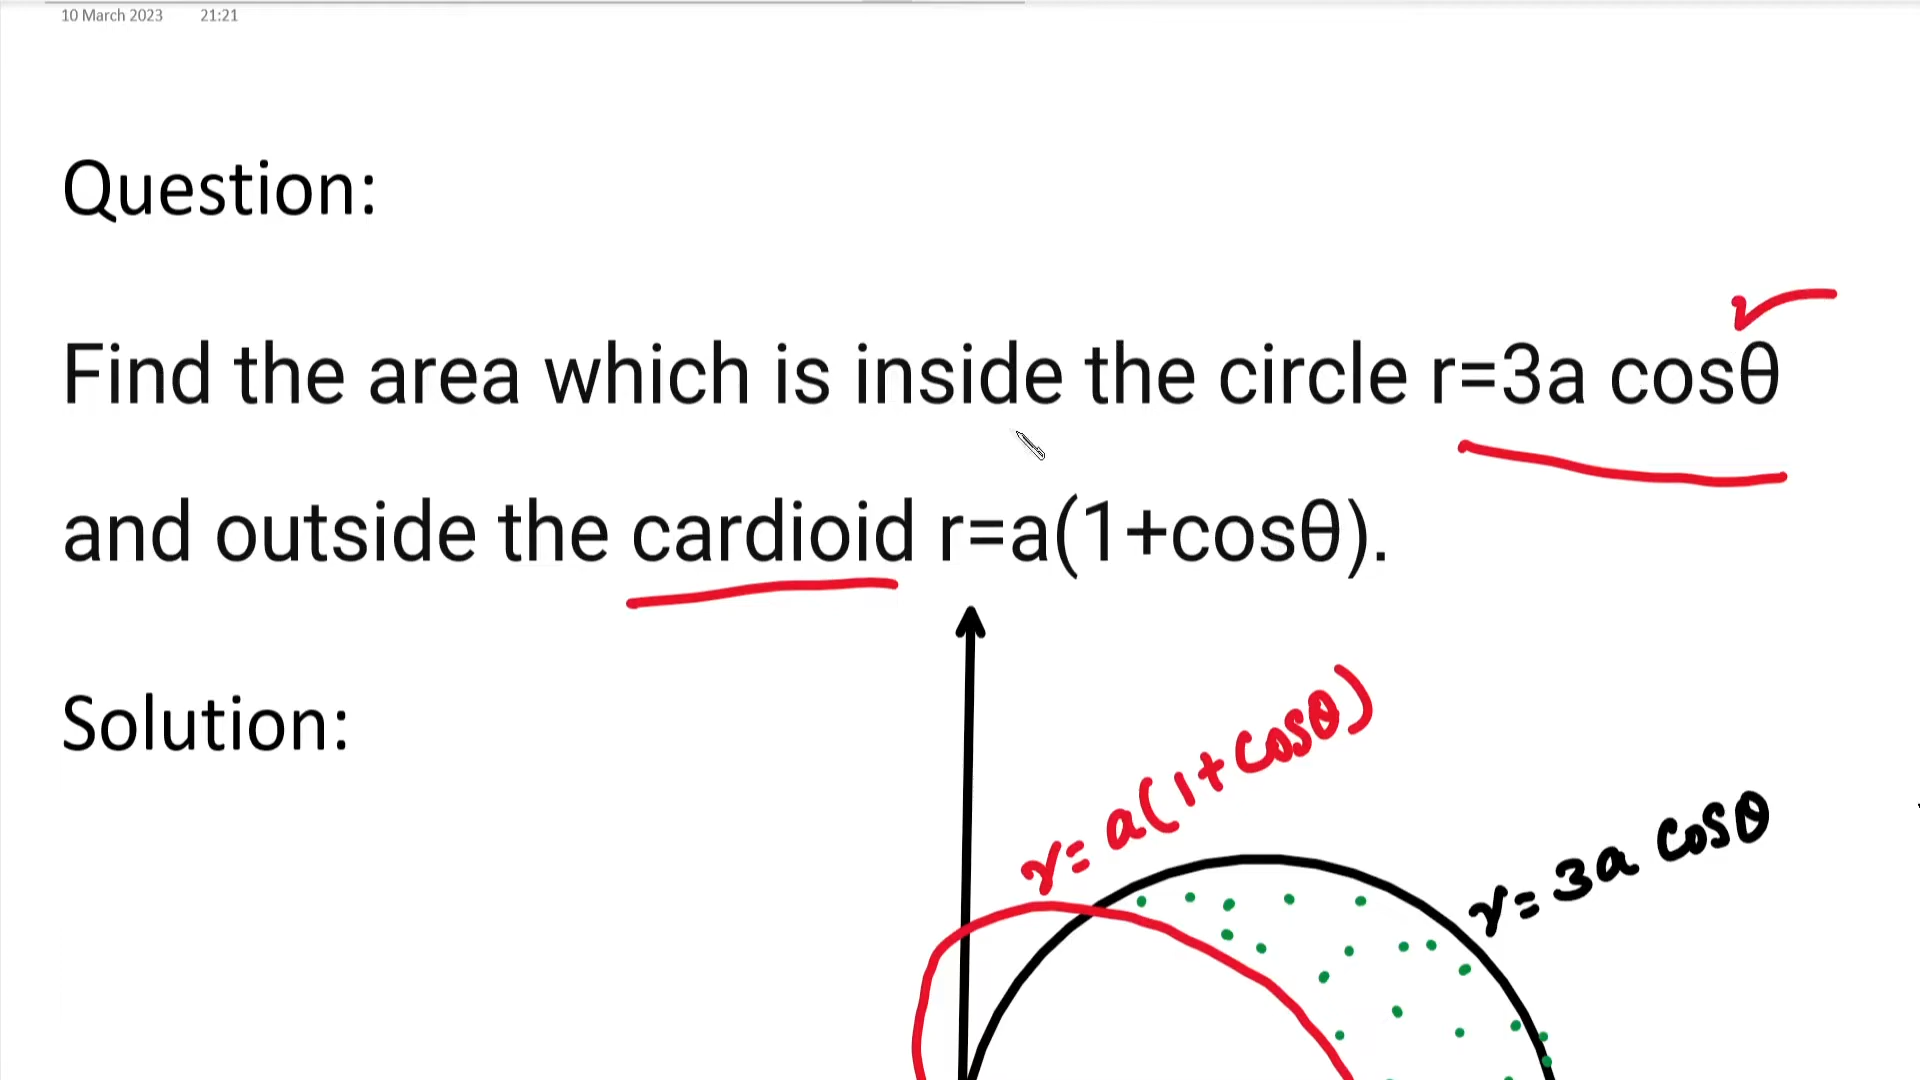 10 March 2023 21:21
Question:
Find the area which is inside the circle r=3a cosθ
and outside the cardioid r=a(1+cosθ).
Solution:
r=a(1+cosθ)
r=3a cosθ